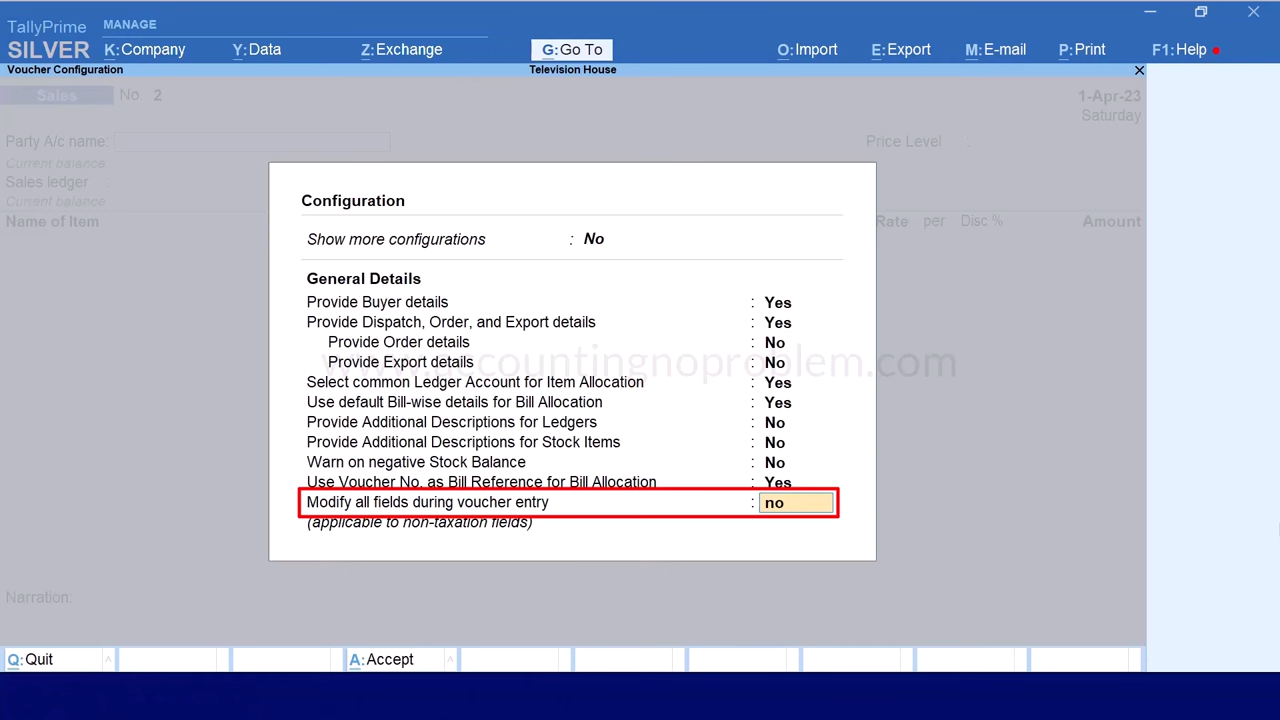 TallyPrime MANAGE
SILVER K:Company Y:Data Z:Exchange G:Go To O:Import E:Export M:E-mail P:Print F1:Help
Voucher Configuration Television House
Sales No. 2 1-Apr-23
Saturday
Party A/c name: Price Level :
Current balance:
Sales ledger :
Current balance:
Name of Item Rate per Disc % Amount
Configuration
Show more configurations : No
General Details
Provide Buyer details : Yes
Provide Dispatch, Order, and Export details : Yes
Provide Order details : No
Provide Export details : No
www.accountingnoproblem.com
Select common Ledger Account for Item Allocation : Yes
Use default Bill-wise details for Bill Allocation : Yes
Provide Additional Descriptions for Ledgers : No
Provide Additional Descriptions for Stock Items : No
Warn on negative Stock Balance : No
Use Voucher No. as Bill Reference for Bill Allocation : Yes
Modify all fields during voucher entry : no
(applicable to non-taxation fields)
Narration:
Q:Quit A:Accept